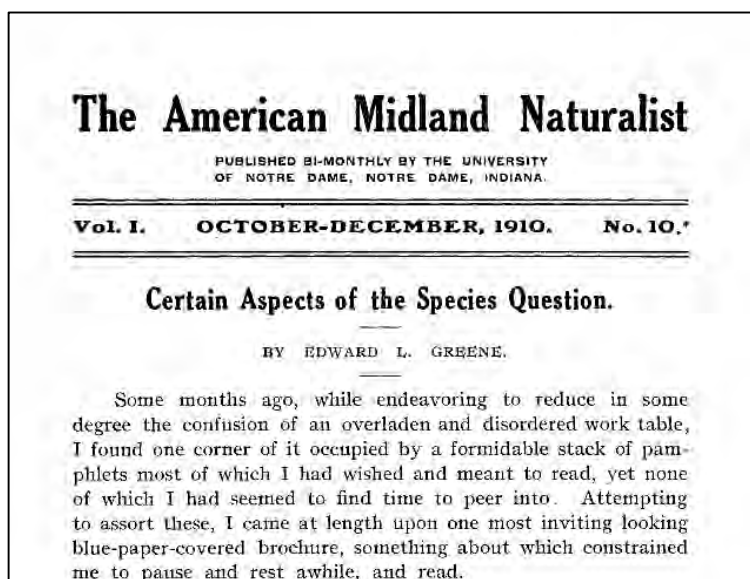 The American Midland Naturalist
PUBLISHED BI-MONTHLY BY THE UNIVERSITY
OF NOTRE DAME, NOTRE DAME, INDIANA.
Vol. I. OCTOBER-DECEMBER, 1910. No. 10.
Certain Aspects of the Species Question.
BY EDWARD L. GREENE.
Some months ago, while endeavoring to reduce in some
degree the confusion of an overladen and disordered work table,
I found one corner of it occupied by a formidable stack of pam-
phlets most of which I had wished and meant to read, yet none
of which I had seemed to find time to peer into. Attempting
to assort these, I came at length upon one most inviting looking
blue-paper-covered brochure, something about which constrained
me to pause and rest awhile, and read.